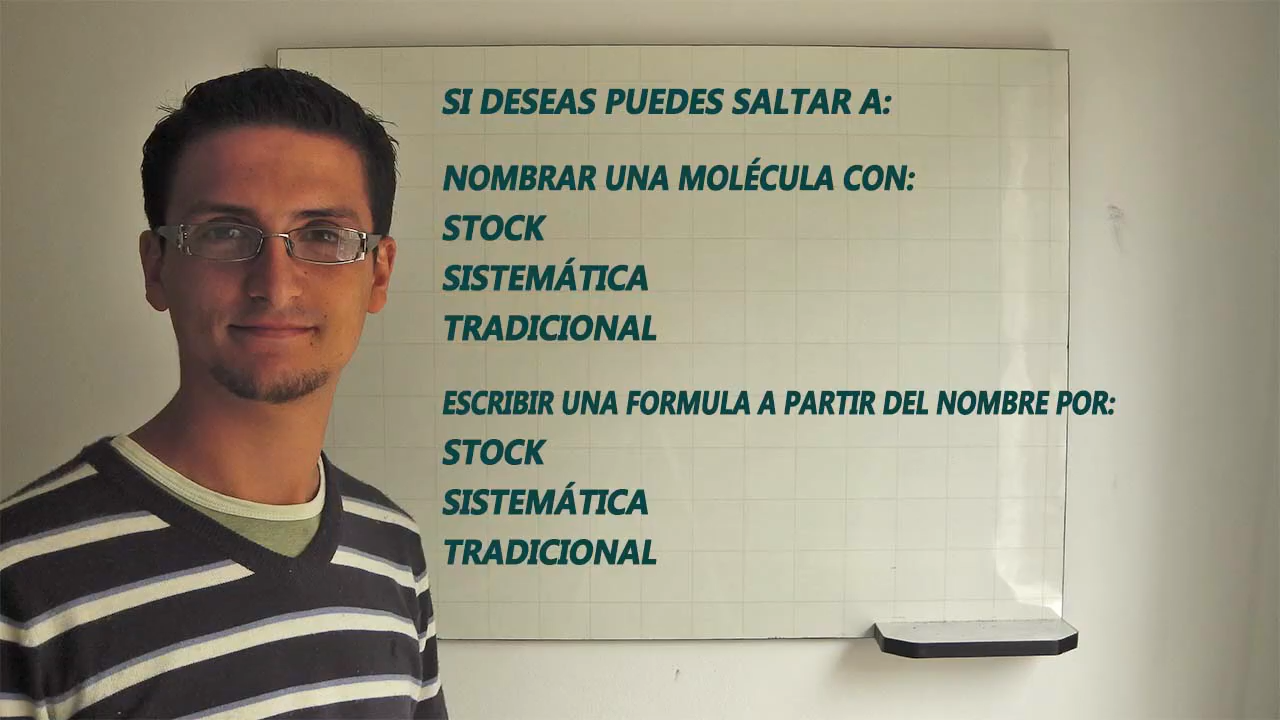 SI DESEAS PUEDES SALTAR A:
NOMBRAR UNA MOLÉCULA CON:
STOCK
SISTEMÁTICA
TRADICIONAL
ESCRIBIR UNA FORMULA A PARTIR DEL NOMBRE POR:
STOCK
SISTEMÁTICA
TRADICIONAL